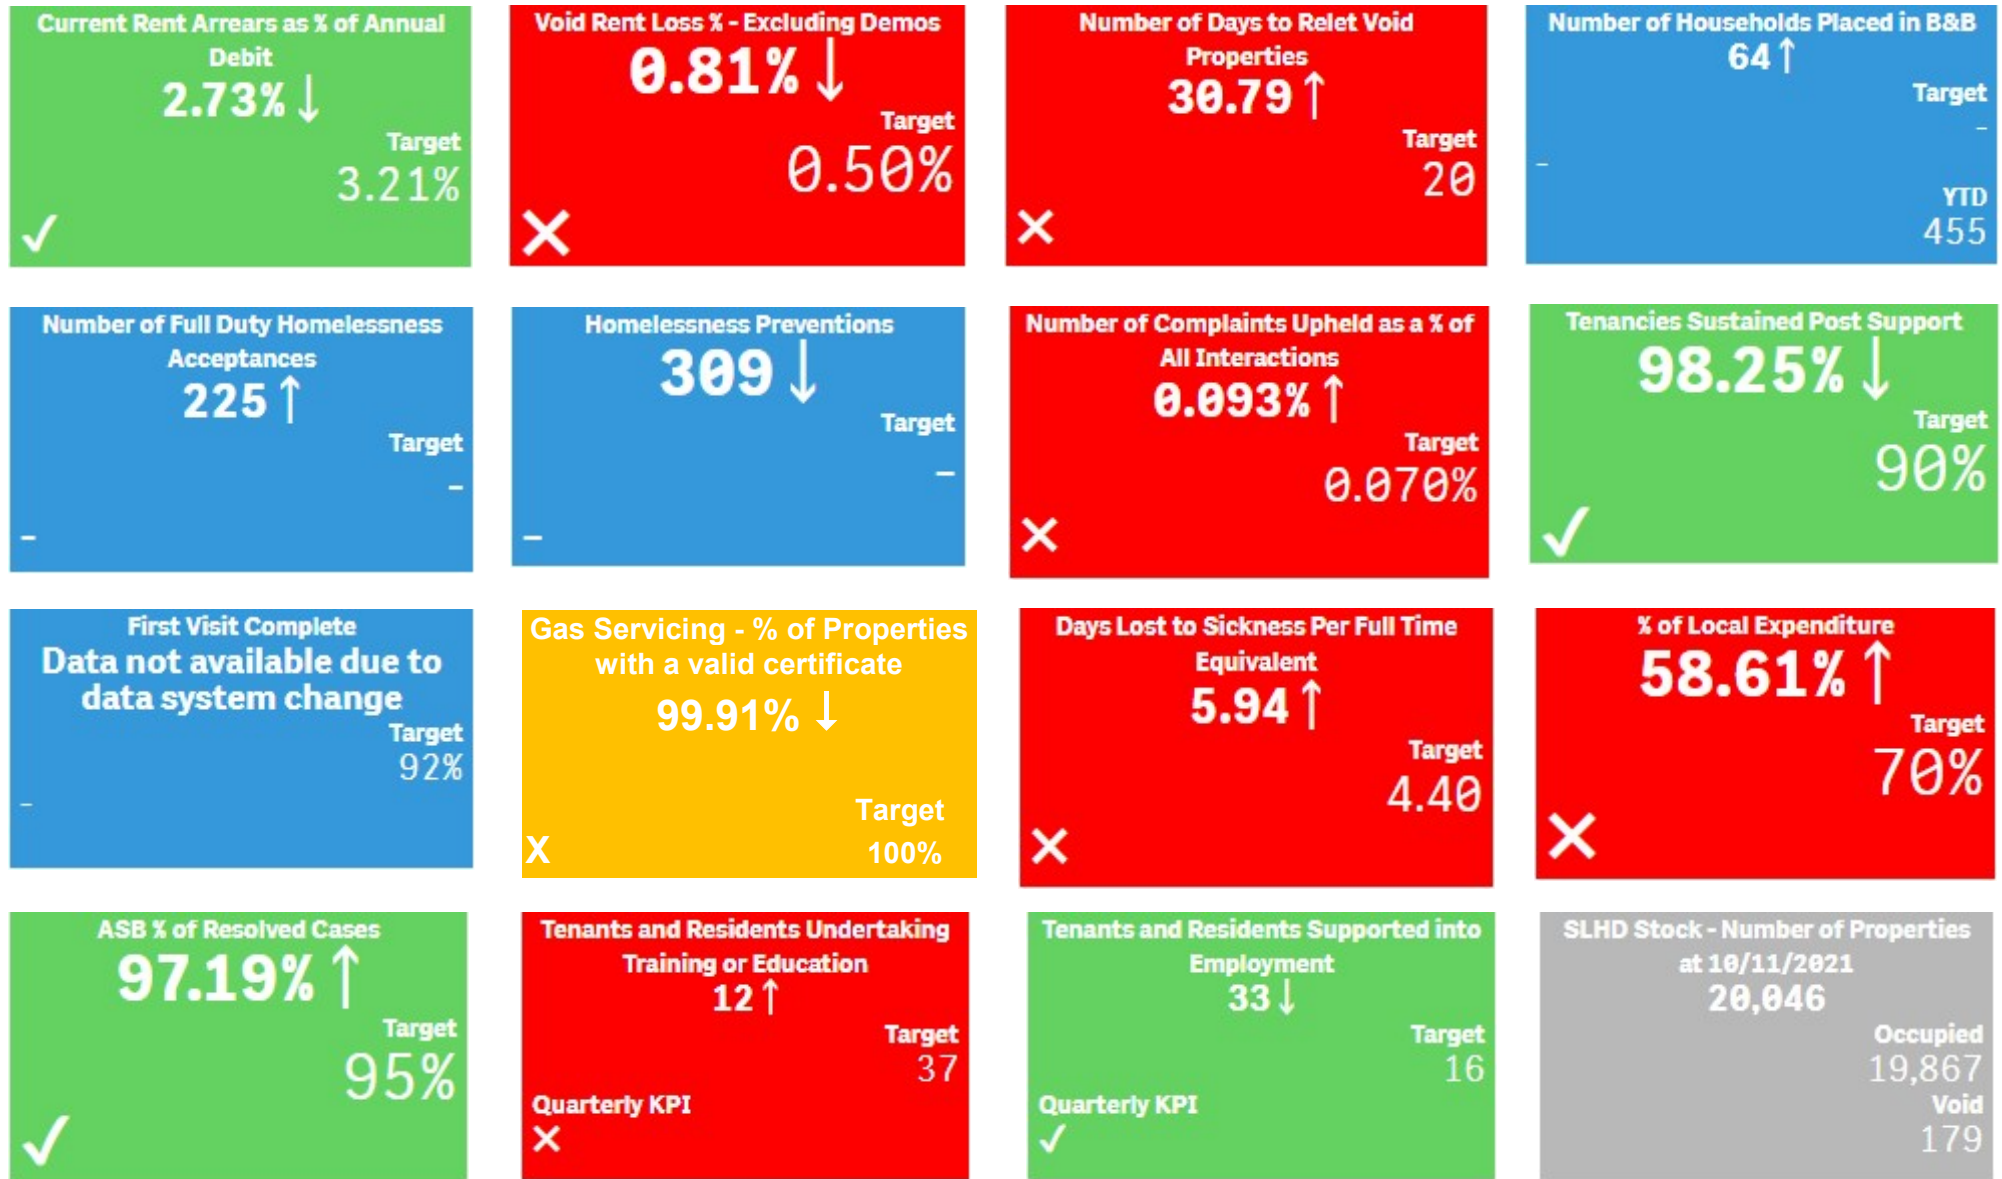 Current Rent Arrears as % of Annual
Debit
2.73% ↓
Target
3.21%
✓
Void Rent Loss % - Excluding Demos
0.81% ↓
Target
0.50%
✕
Number of Days to Relet Void
Properties
30.79 ↑
Target
20
✕
Number of Households Placed in B&B
64 ↑
Target
-
-
YTD
455
Number of Full Duty Homelessness
Acceptances
225 ↑
Target
-
-
Homelessness Preventions
309 ↓
Target
-
-
Number of Complaints Upheld as a % of
All Interactions
0.093% ↑
Target
0.070%
✕
Tenancies Sustained Post Support
98.25% ↓
Target
90%
✓
First Visit Complete
Data not available due to
data system change
Target
92%
-
Gas Servicing - % of Properties
with a valid certificate
99.91% ↓
Target
X 100%
Days Lost to Sickness Per Full Time
Equivalent
5.94 ↑
Target
4.40
✕
% of Local Expenditure
58.61% ↑
Target
70%
✕
ASB % of Resolved Cases
97.19% ↑
Target
95%
✓
Tenants and Residents Undertaking
Training or Education
12 ↑
Target
37
Quarterly KPI
✕
Tenants and Residents Supported into
Employment
33 ↓
Target
16
Quarterly KPI
✓
SLHD Stock - Number of Properties
at 10/11/2021
20,046
Occupied
19,867
Void
179